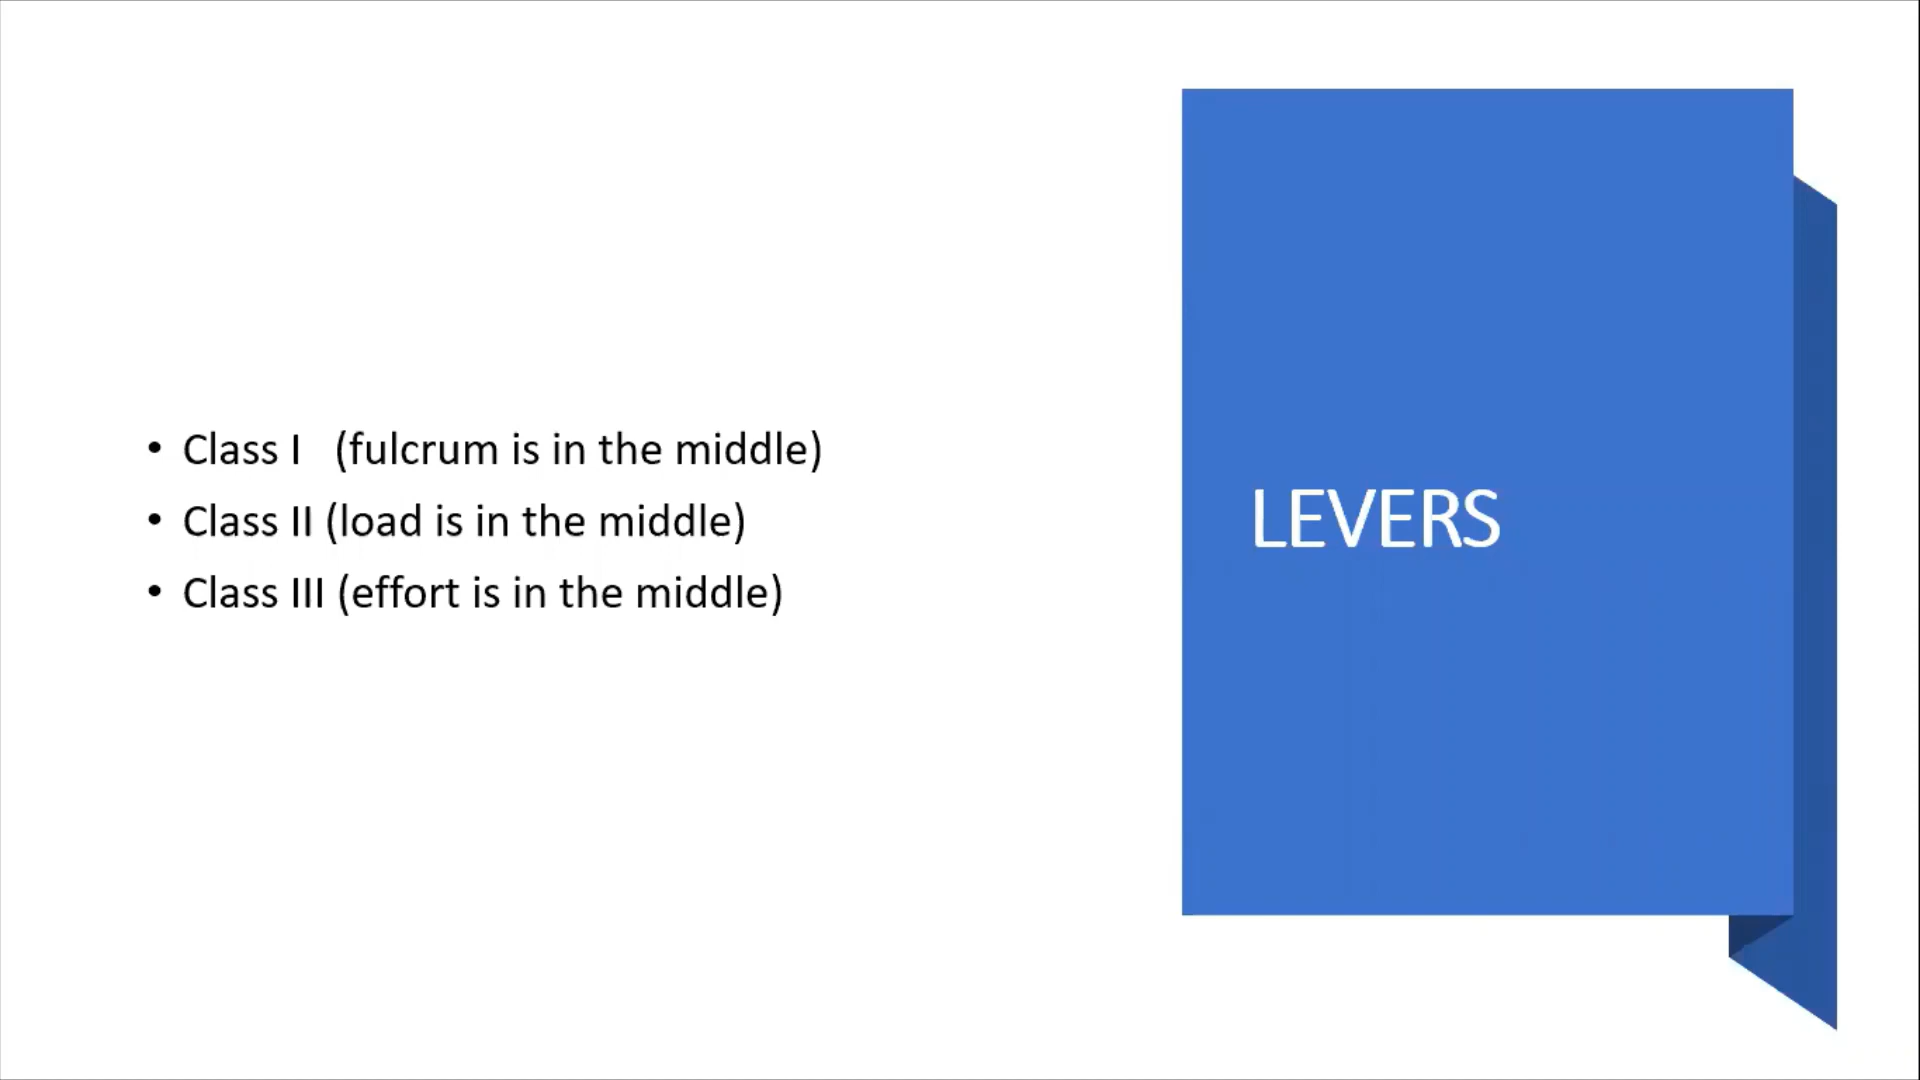 • Class I (fulcrum is in the middle)
• Class II (load is in the middle)
• Class III (effort is in the middle)
LEVERS